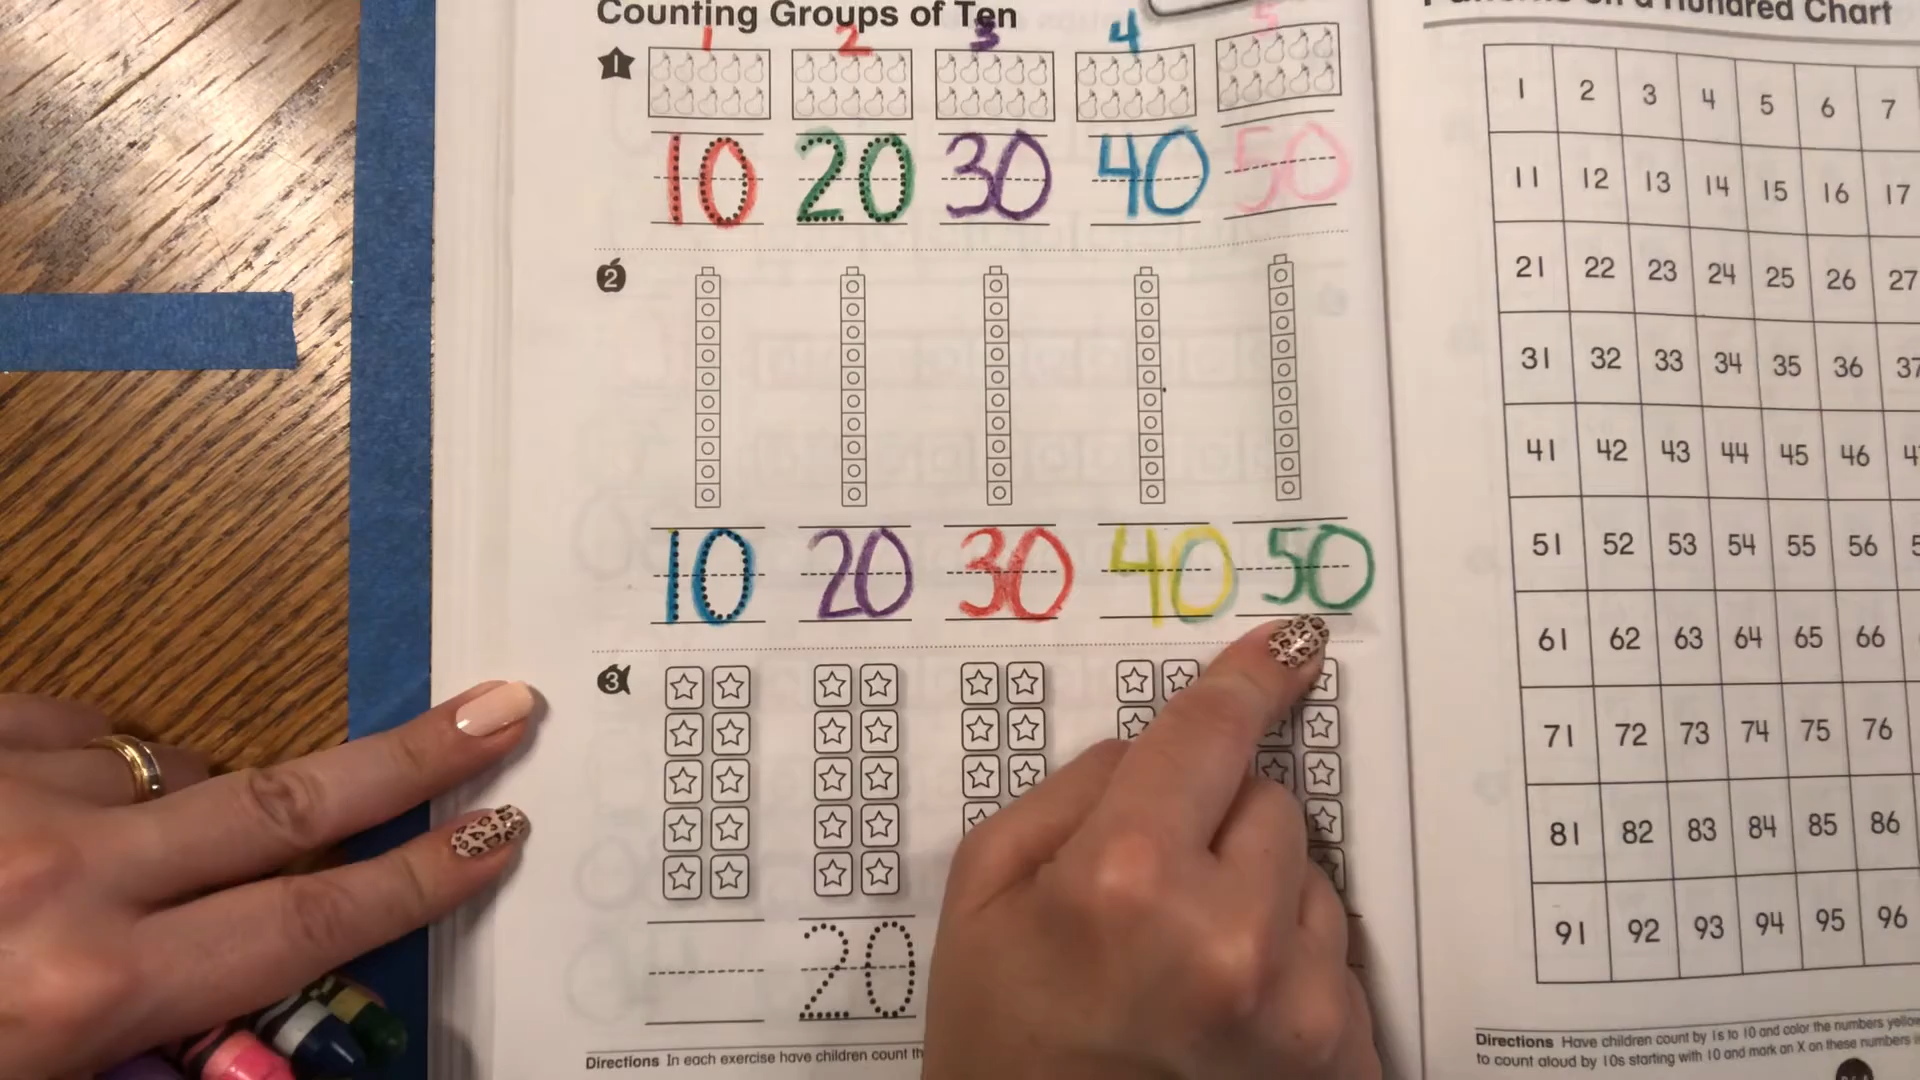 Counting Groups of Ten
1 2 3 4 5
1
10 20 30 40 50
2
10 20 30 40 50
3
20
Directions In each exercise have children count
on a Hundred Chart
1 2 3 4 5 6 7
11 12 13 14 15 16 17
21 22 23 24 25 26 27
31 32 33 34 35 36 37
41 42 43 44 45 46
51 52 53 54 55 56
61 62 63 64 65 66
71 72 73 74 75 76
81 82 83 84 85 86
91 92 93 94 95 96
Directions Have children count by 1s to 10 and color the numbers
to count aloud by 10s starting with 10 and mark an X on these numbers